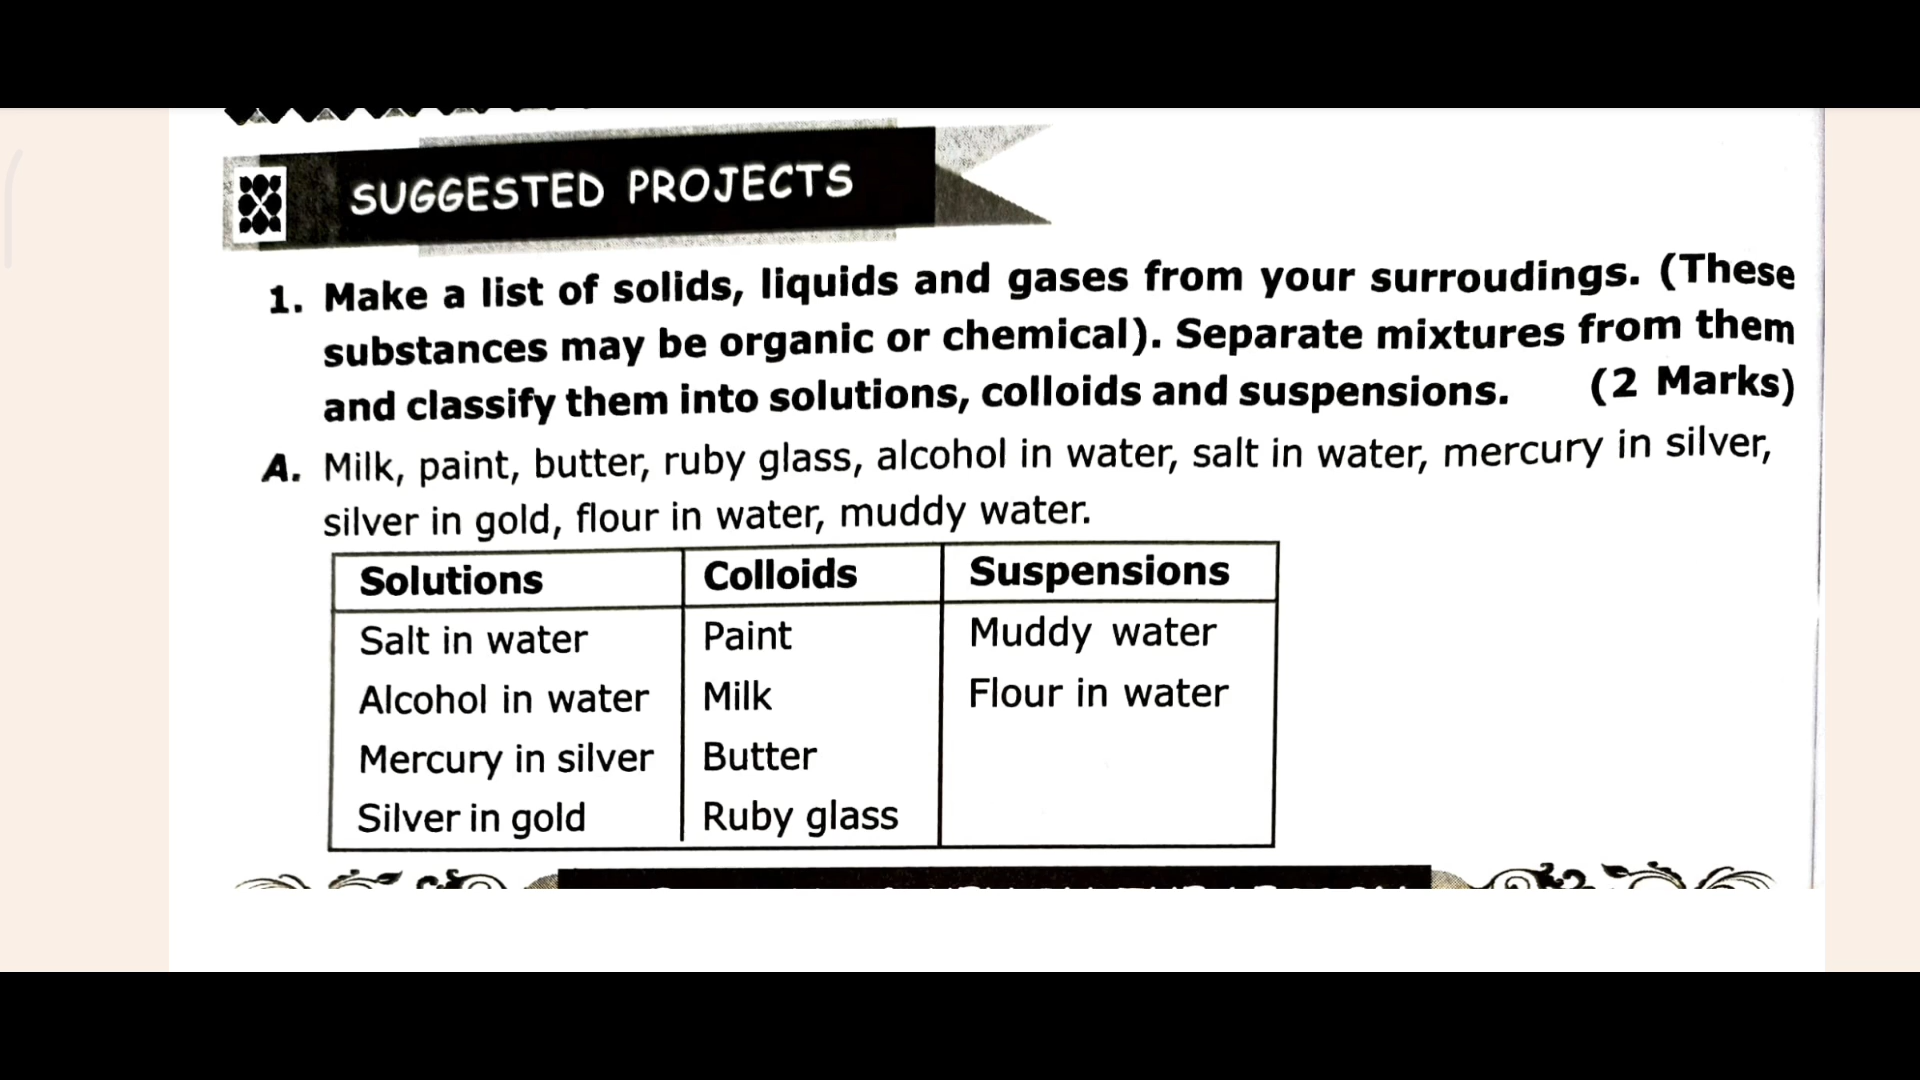 SUGGESTED PROJECTS
1. Make a list of solids, liquids and gases from your surroudings. (These
substances may be organic or chemical). Separate mixtures from them
and classify them into solutions, colloids and suspensions. (2 Marks)
A. Milk, paint, butter, ruby glass, alcohol in water, salt in water, mercury in silver,
silver in gold, flour in water, muddy water.
Solutions Colloids Suspensions
Salt in water Paint Muddy water
Alcohol in water Milk Flour in water
Mercury in silver Butter
Silver in gold Ruby glass